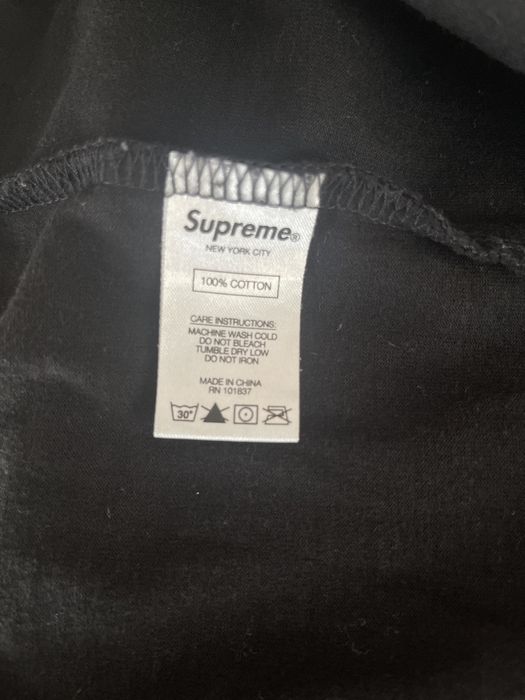 Supreme®
NEW YORK CITY
100% COTTON
CARE INSTRUCTIONS:
MACHINE WASH COLD
DO NOT BLEACH
TUMBLE DRY LOW
DO NOT IRON
MADE IN CHINA
RN 101837
30°